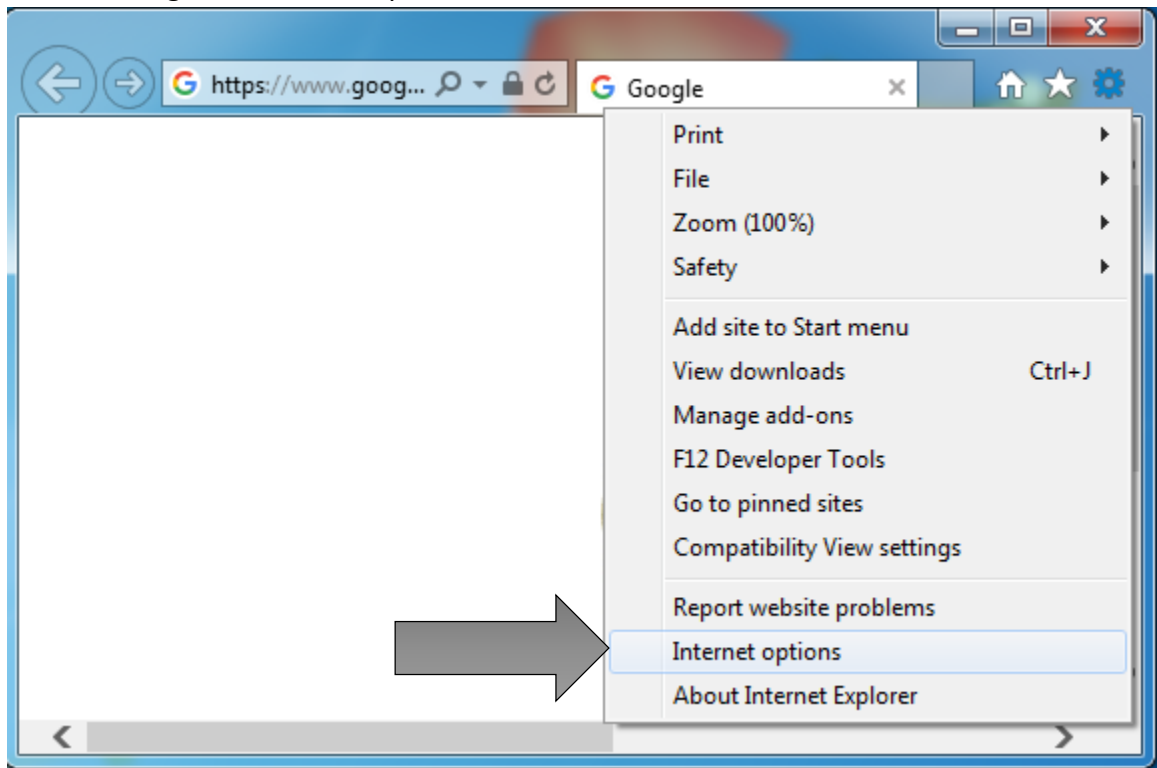 https://www.goog...
Google
Print
File
Zoom (100%)
Safety
Add site to Start menu
View downloads Ctrl+J
Manage add-ons
F12 Developer Tools
Go to pinned sites
Compatibility View settings
Report website problems
Internet options
About Internet Explorer